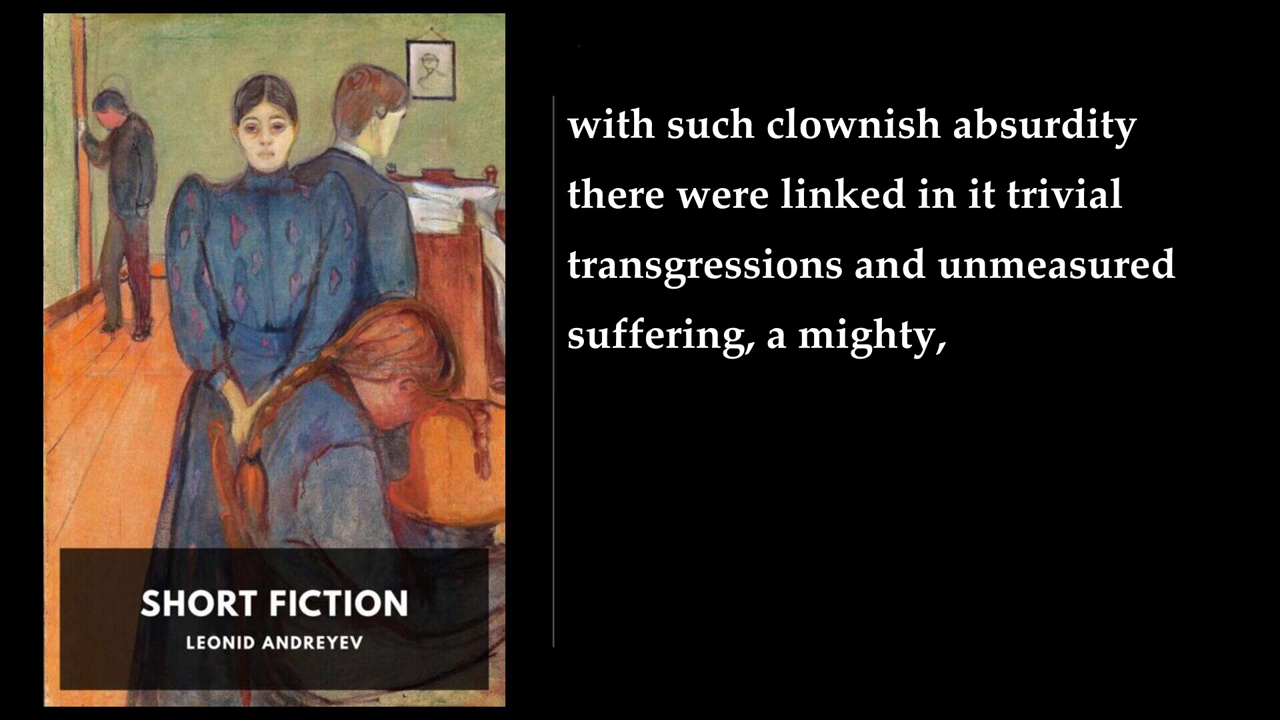 SHORT FICTION
LEONID ANDREYEV
with such clownish absurdity
there were linked in it trivial
transgressions and unmeasured
suffering, a mighty,